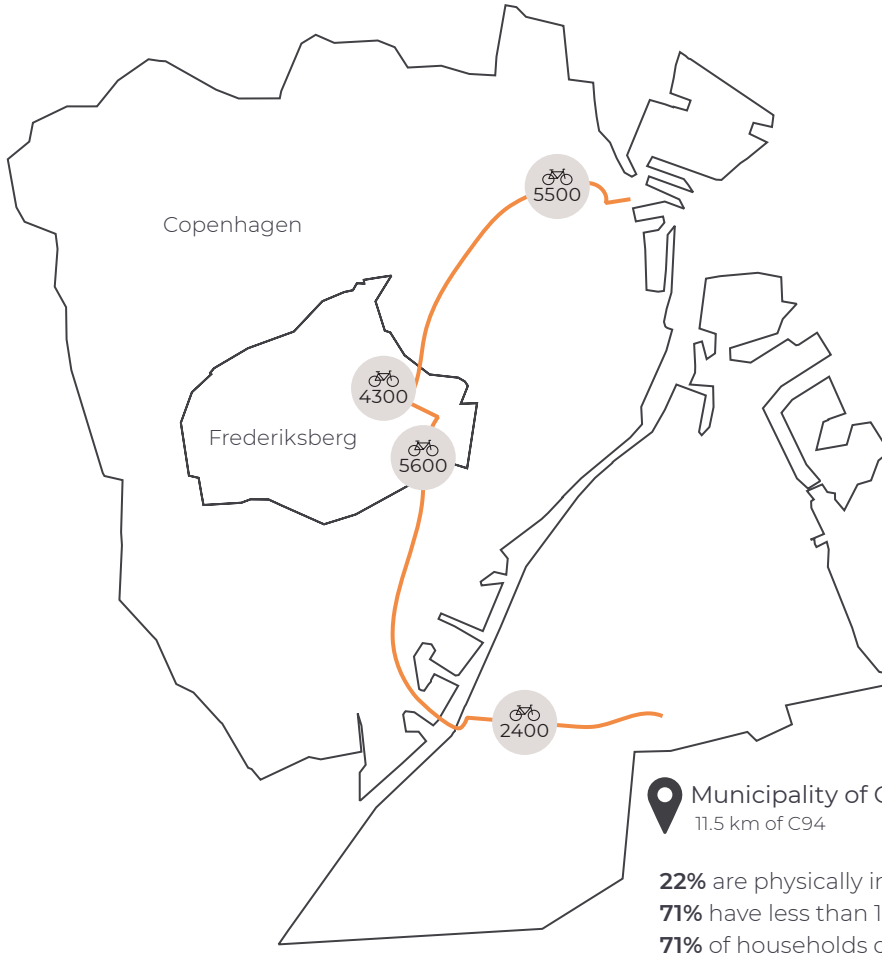 5500
Copenhagen
4300
Frederiksberg
5600
2400
Municipality of
11.5 km of C94
22% are physically
71% have less than
71% of households